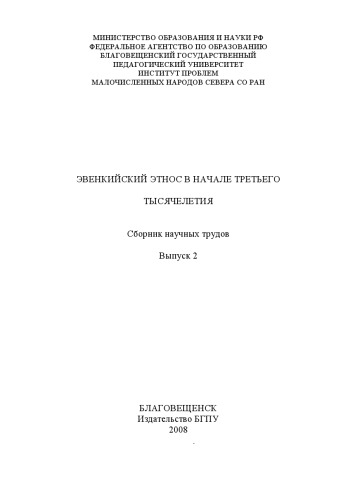 МИНИСТЕРСТВО ОБРАЗОВАНИЯ И НАУКИ РФ
ФЕДЕРАЛЬНОЕ АГЕНТСТВО ПО ОБРАЗОВАНИЮ
БЛАГОВЕЩЕНСКИЙ ГОСУДАРСТВЕННЫЙ
ПЕДАГОГИЧЕСКИЙ УНИВЕРСИТЕТ
ИНСТИТУТ ПРОБЛЕМ
МАЛОЧИСЛЕННЫХ НАРОДОВ СЕВЕРА СО РАН
ЭВЕНКИЙСКИЙ ЭТНОС В НАЧАЛЕ ТРЕТЬЕГО
ТЫСЯЧЕЛЕТИЯ
Сборник научных трудов
Выпуск 2
БЛАГОВЕЩЕНСК
Издательство БГПУ
2008